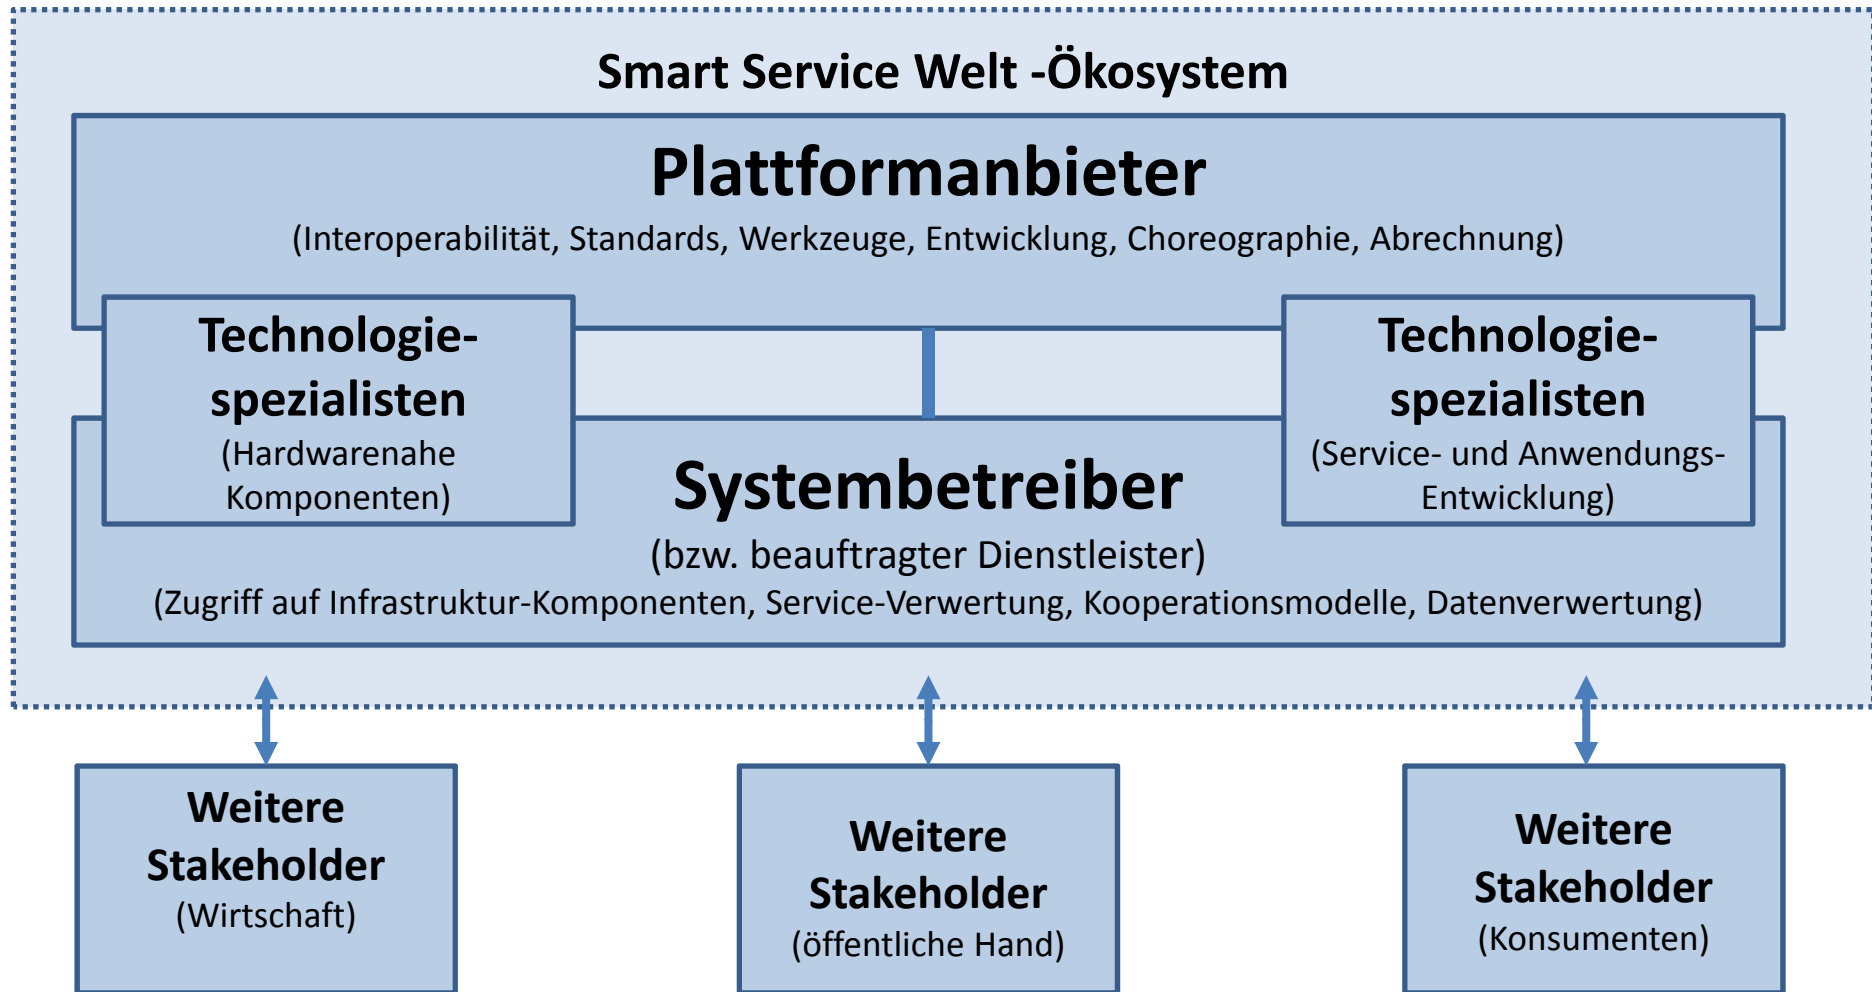 Smart Service Welt -Ökosystem
Plattformanbieter
(Interoperabilität, Standards, Werkzeuge, Entwicklung, Choreographie, Abrechnung)
Technologie-
spezialisten
(Hardwarenahe
Komponenten)
Technologie-
spezialisten
(Service- und Anwendungs-
Entwicklung)
Systembetreiber
(bzw. beauftragter Dienstleister)
(Zugriff auf Infrastruktur-Komponenten, Service-Verwertung, Kooperationsmodelle, Datenverwertung)
Weitere
Stakeholder
(Wirtschaft)
Weitere
Stakeholder
(öffentliche Hand)
Weitere
Stakeholder
(Konsumenten)